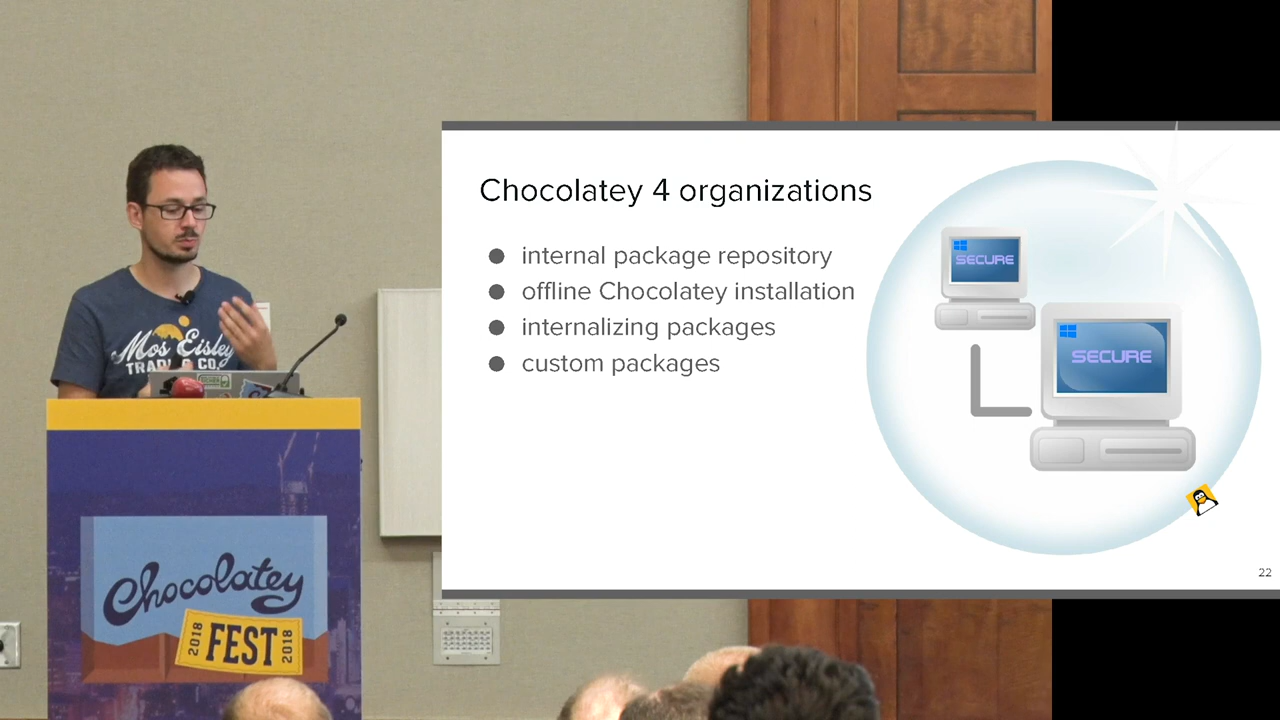 Chocolatey 4 organizations
internal package repository
offline Chocolatey installation
internalizing packages
custom packages
SECURE
SECURE
22
Mos Eisley
TRADING CO.
Chocolatey
2018 FEST 2018